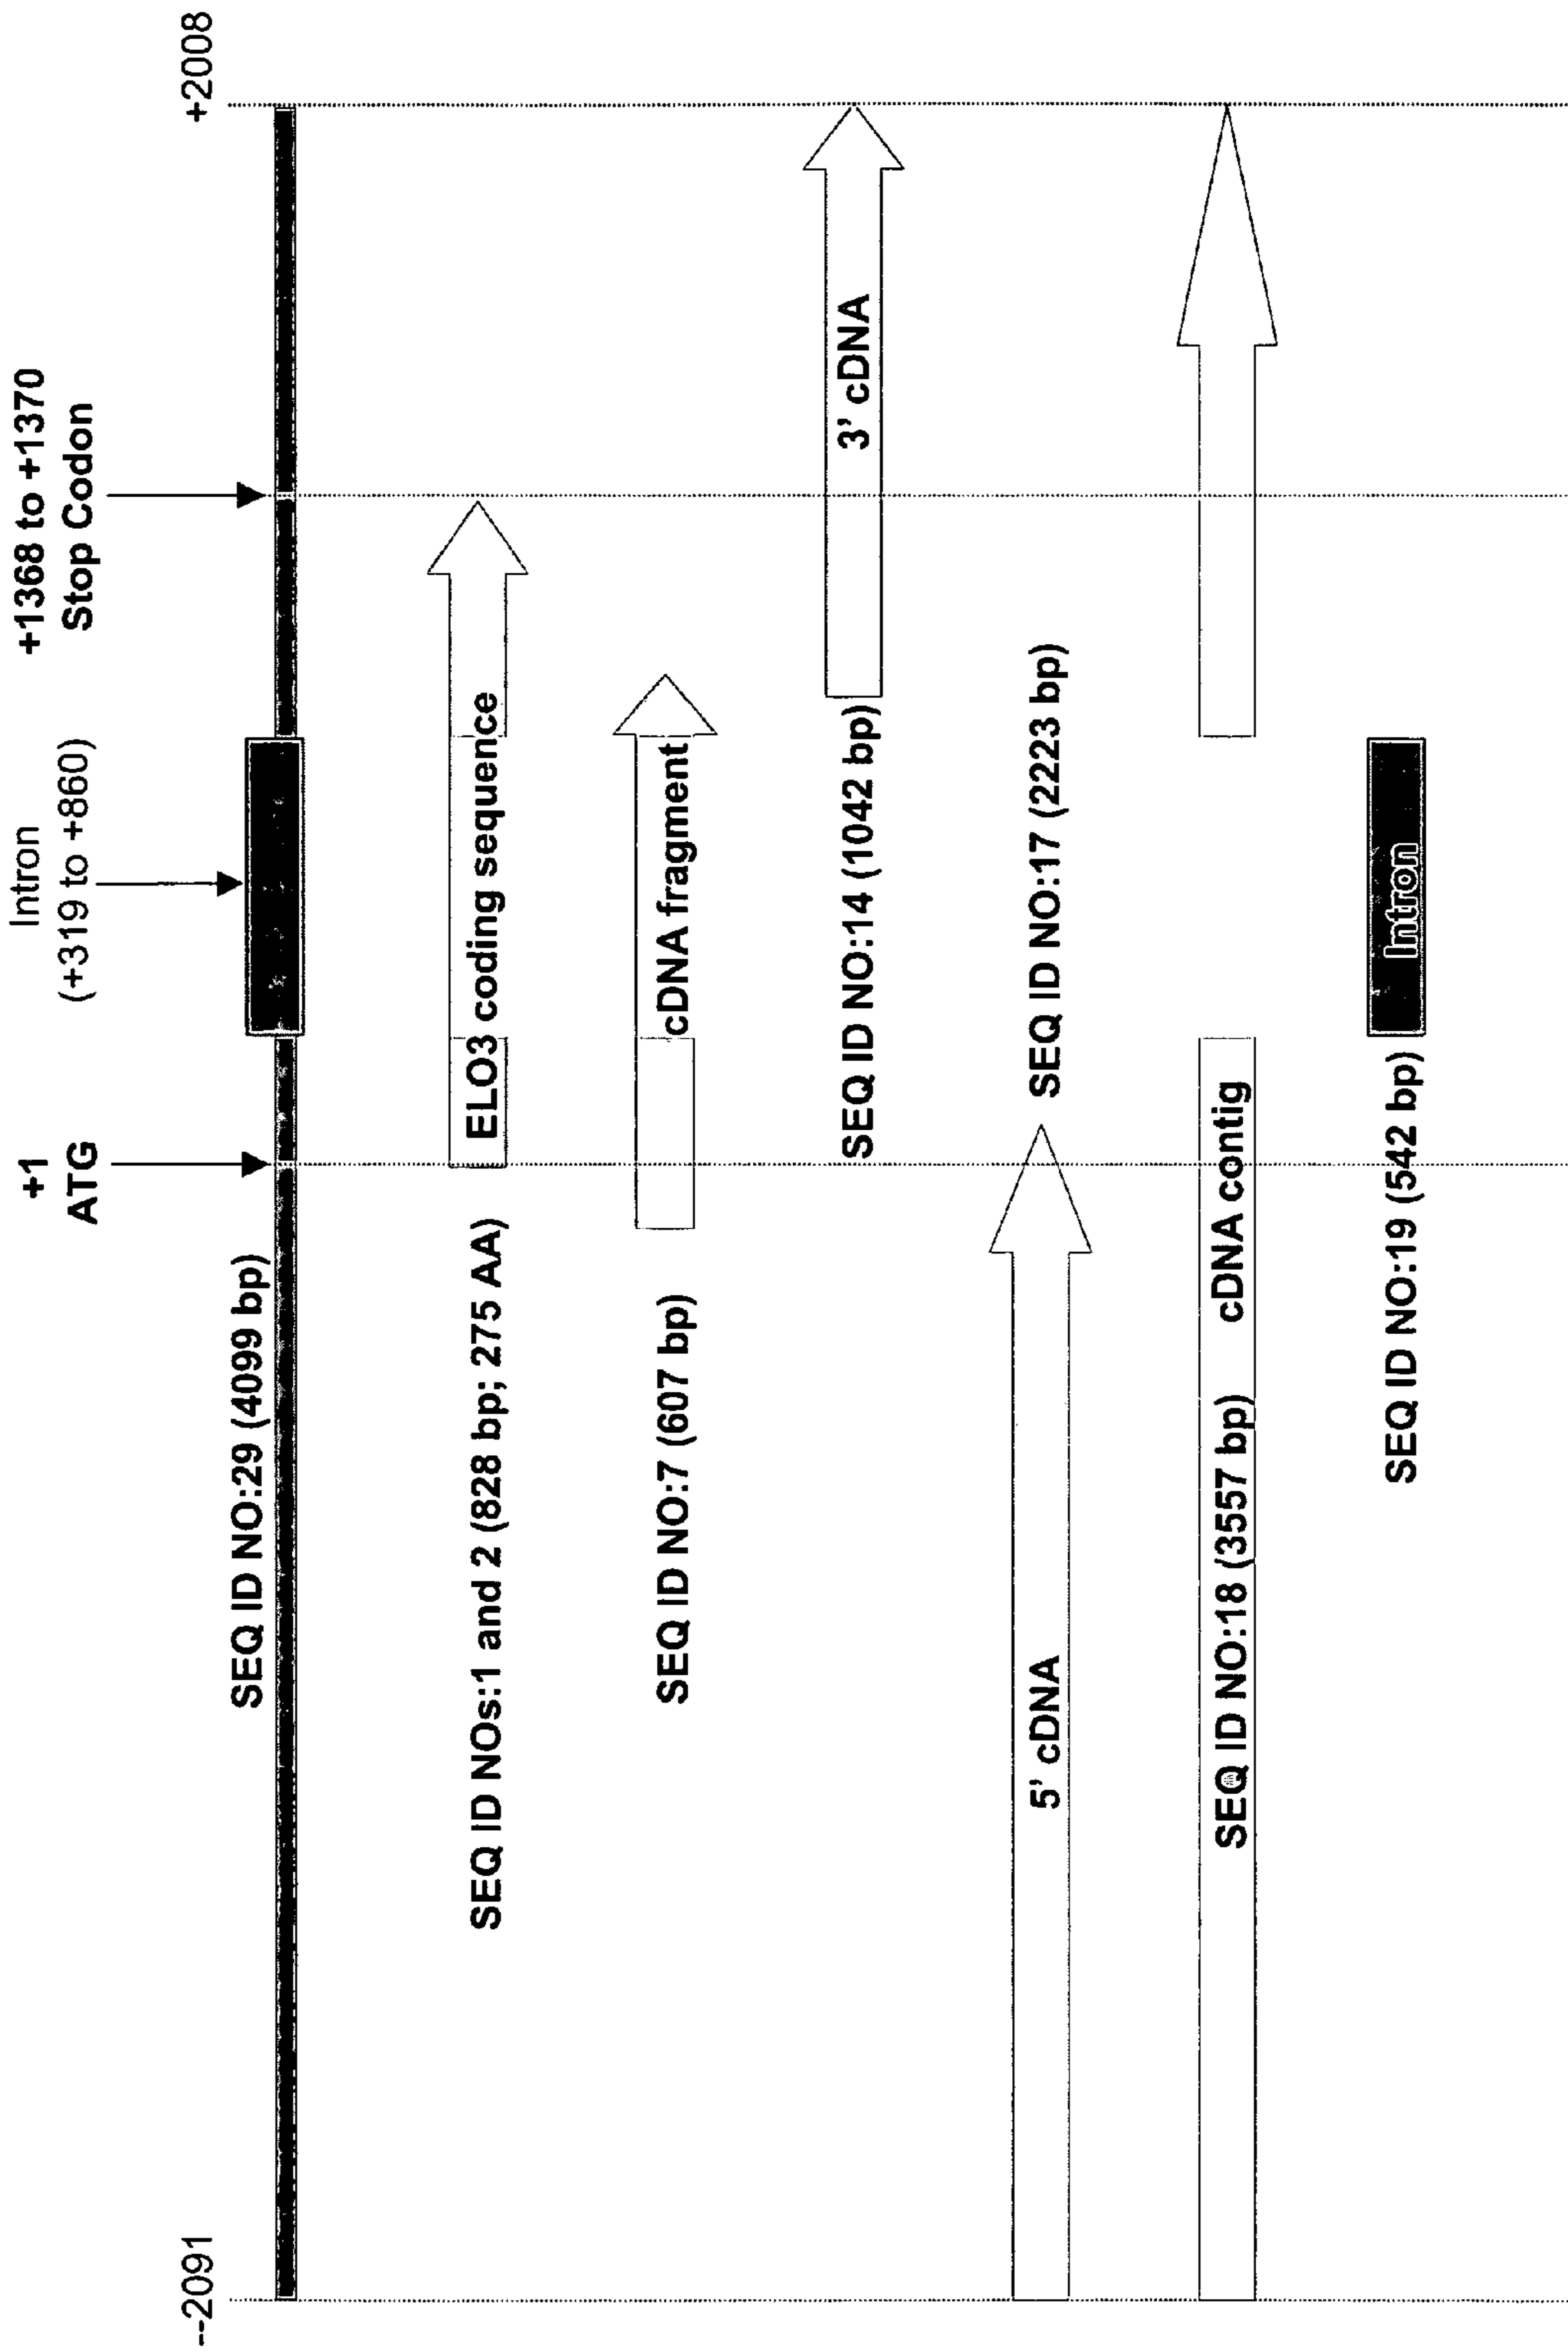 --2091
+1
ATG
Intron
(+319 to +860)
+1368 to +1370
Stop Codon
+2008
SEQ ID NO:29 (4099 bp)
SEQ ID NOs:1 and 2 (828 bp; 275 AA)
ELO3 coding sequence
SEQ ID NO:7 (607 bp)
cDNA fragment
3' cDNA
SEQ ID NO:14 (1042 bp)
5' cDNA
SEQ ID NO:17 (2223 bp)
SEQ ID NO:18 (3557 bp)
cDNA contig
SEQ ID NO:19 (542 bp)
Intron